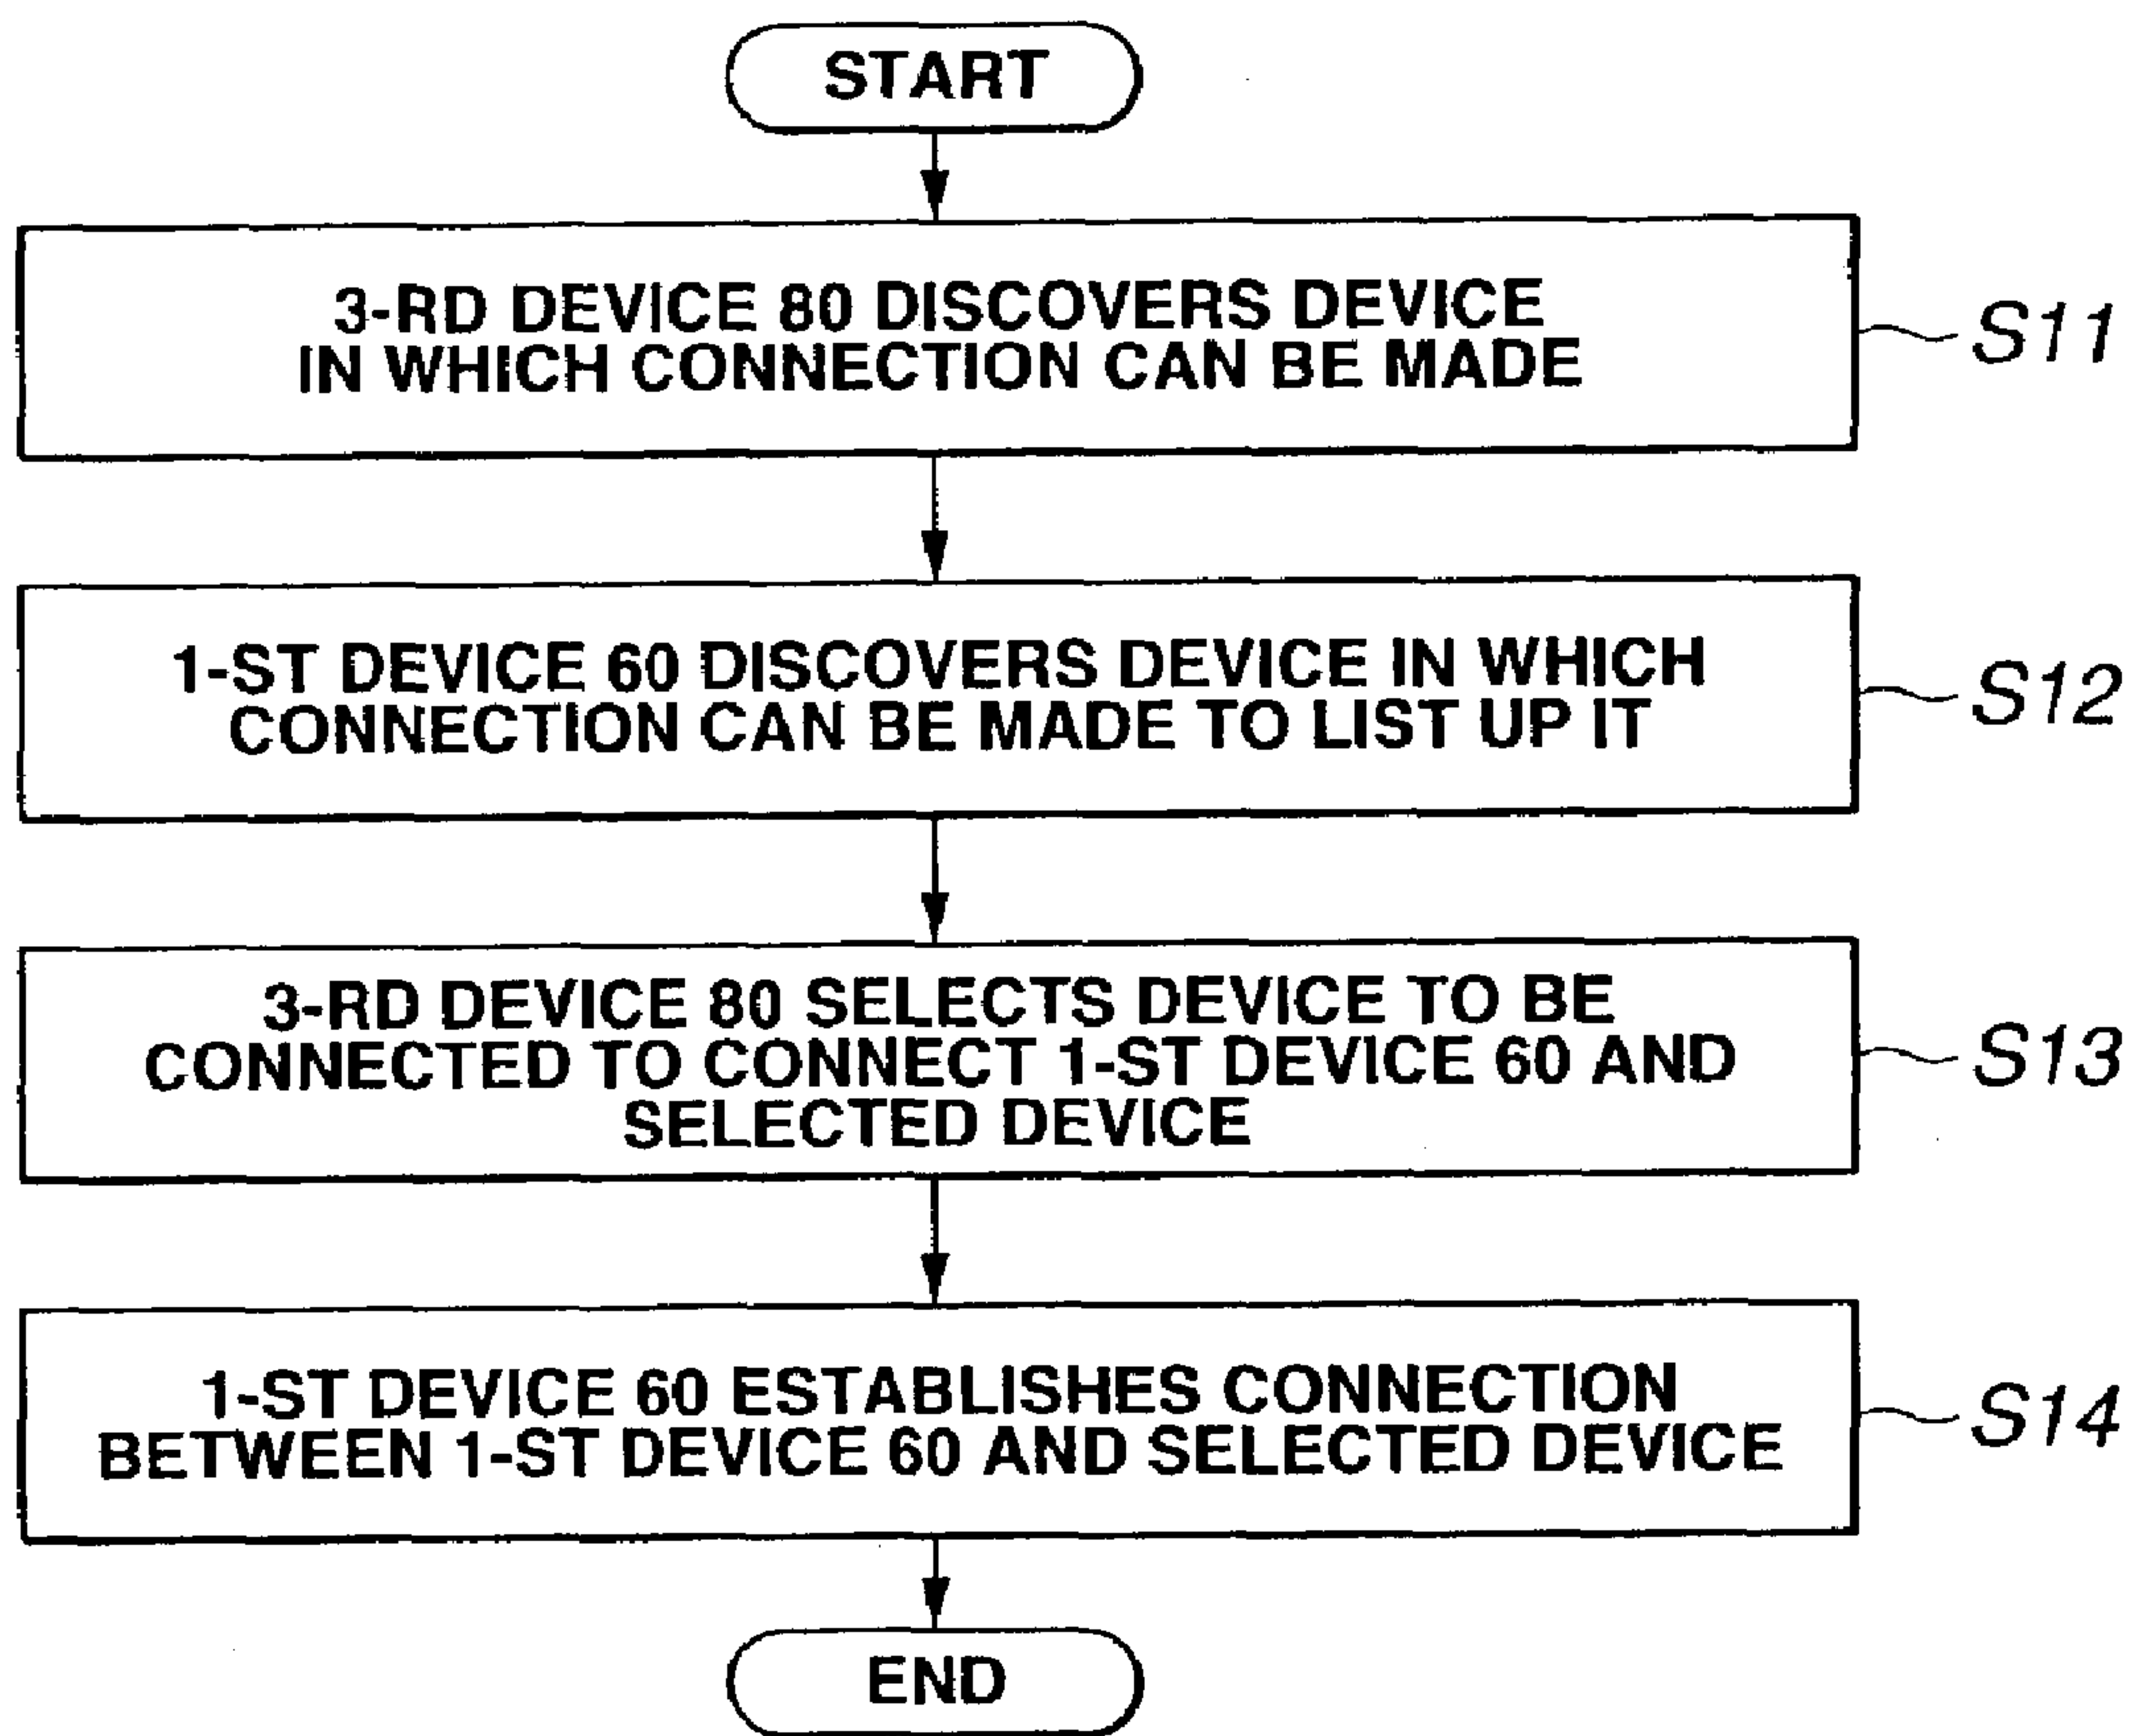 START
3-RD DEVICE 80 DISCOVERS DEVICE
IN WHICH CONNECTION CAN BE MADE
S11
1-ST DEVICE 60 DISCOVERS DEVICE IN WHICH
CONNECTION CAN BE MADE TO LIST UP IT
S12
3-RD DEVICE 80 SELECTS DEVICE TO BE
CONNECTED TO CONNECT 1-ST DEVICE 60 AND
SELECTED DEVICE
S13
1-ST DEVICE 60 ESTABLISHES CONNECTION
BETWEEN 1-ST DEVICE 60 AND SELECTED DEVICE
S14
END